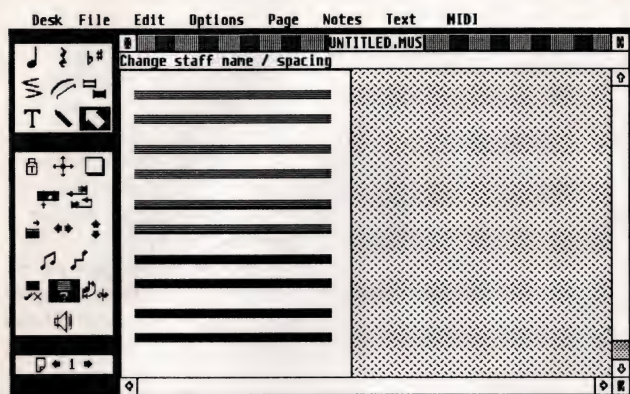 Desk File Edit Options Page Notes Text MIDI
UNTITLED.MUS
Change staff name / spacing
T
1